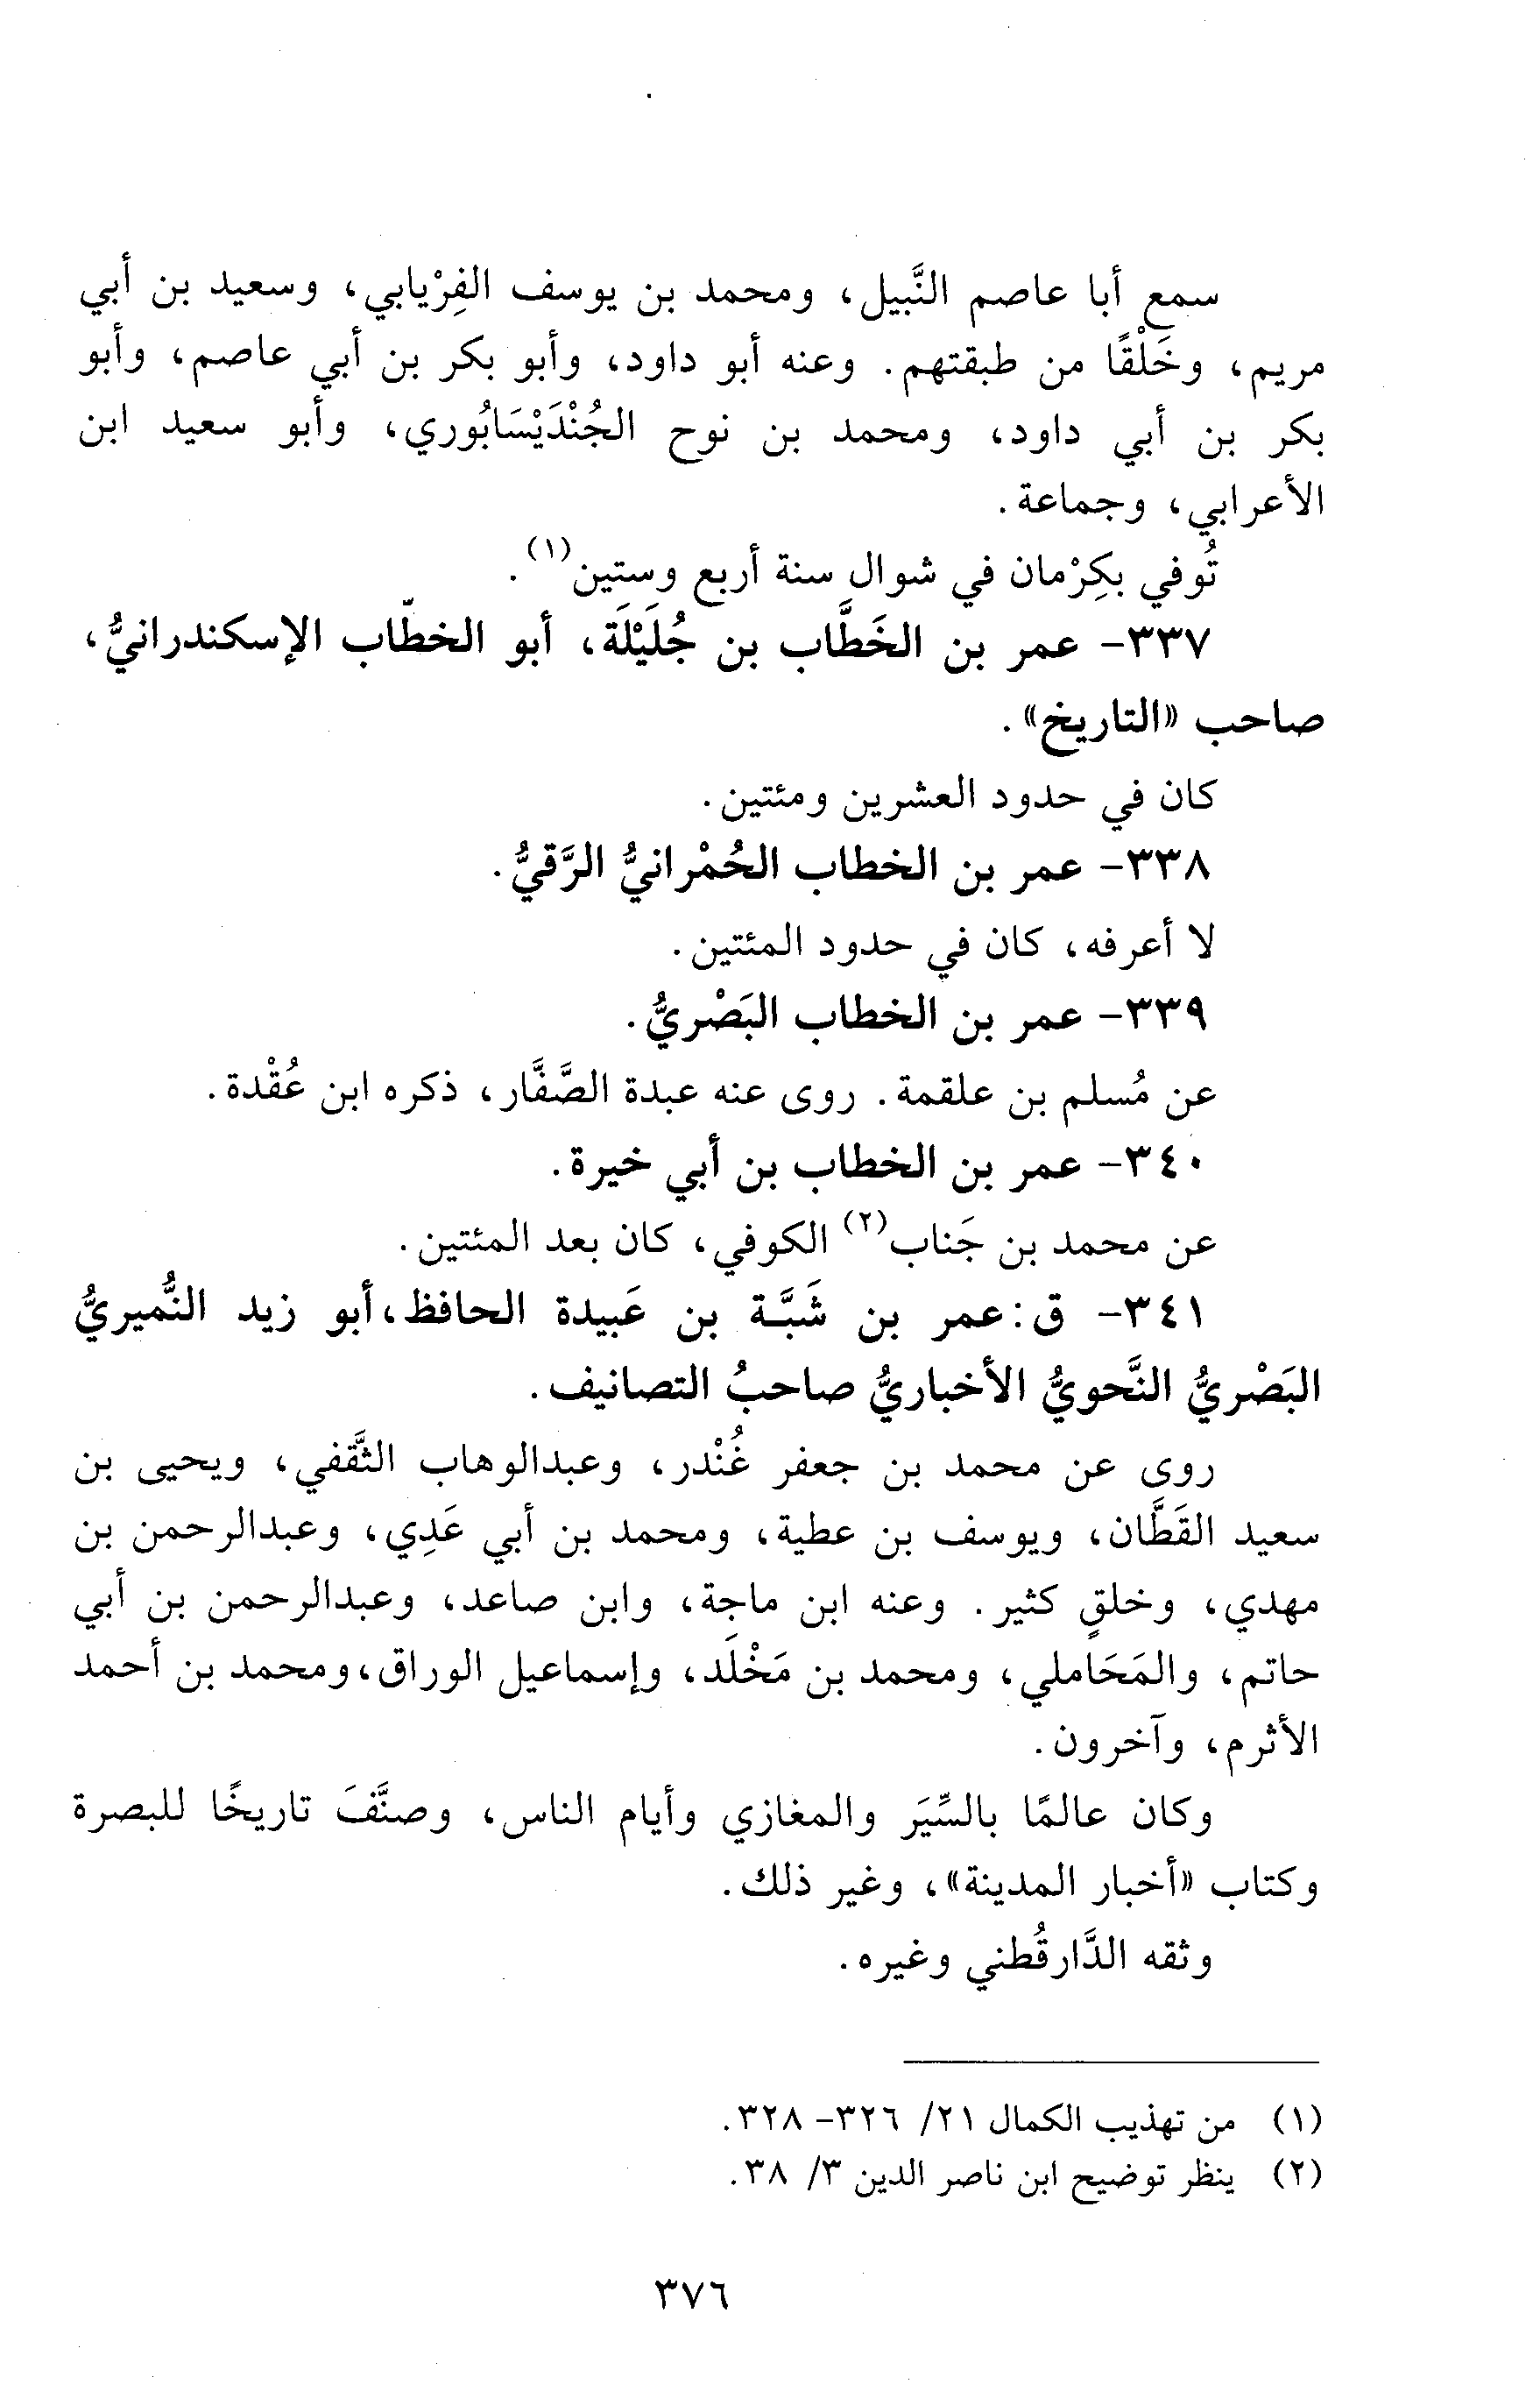 سمع أبا عاصم النَّبيل، ومحمد بن يوسف الفِرْيابي، وسعيد بن أبي
مريم، وخَلْقًا من طبقتهم. وعنه أبو داود، وأبو بكر بن أبي عاصم، وأبو
بكر بن أبي داود، ومحمد بن نوح الجُنْدَيْسَابُوري، وأبو سعيد ابن
الأعرابي، وجماعة.
تُوفي بكِرْمان في شوال سنة أربع وستين(١).
٣٣٧- عمر بن الخَطَّاب بن جُلَيْلَة، أبو الخطّاب الإسكندرانيُّ،
صاحب «التاريخ».
كان في حدود العشرين ومئتين.
٣٣٨- عمر بن الخطاب الحُمْرانيُّ الرَّقيُّ.
لا أعرفه، كان في حدود المئتين.
٣٣٩- عمر بن الخطاب البَصْريُّ.
عن مُسلم بن علقمة. روى عنه عبدة الصَّفَّار، ذكره ابن عُقْدة.
٣٤٠- عمر بن الخطاب بن أبي خيرة.
عن محمد بن جَناب(٢) الكوفي، كان بعد المئتين.
٣٤١- ق: عمر بن شَبَّة بن عَبيدة الحافظ، أبو زيد النُّميريُّ
البَصْريُّ النَّحويُّ الأخباريُّ صاحبُ التصانيف.
روى عن محمد بن جعفر غُنْدر، وعبدالوهاب الثَّقفي، ويحيى بن
سعيد القَطَّان، ويوسف بن عطية، ومحمد بن أبي عَدِي، وعبدالرحمن بن
مهدي، وخلقٍ كثير. وعنه ابن ماجة، وابن صاعد، وعبدالرحمن بن أبي
حاتم، والمَحَاملي، ومحمد بن مَخْلَد، وإسماعيل الوراق، ومحمد بن أحمد
الأثرم، وآخرون.
وكان عالمًا بالسِّيَر والمغازي وأيام الناس، وصنَّفَ تاريخًا للبصرة
وكتاب «أخبار المدينة»، وغير ذلك.
وثقه الدَّارقُطني وغيره.
(١) من تهذيب الكمال ٢١/ ٣٢٦- ٣٢٨.
(٢) ينظر توضيح ابن ناصر الدين ٣/ ٣٨.
٣٧٦